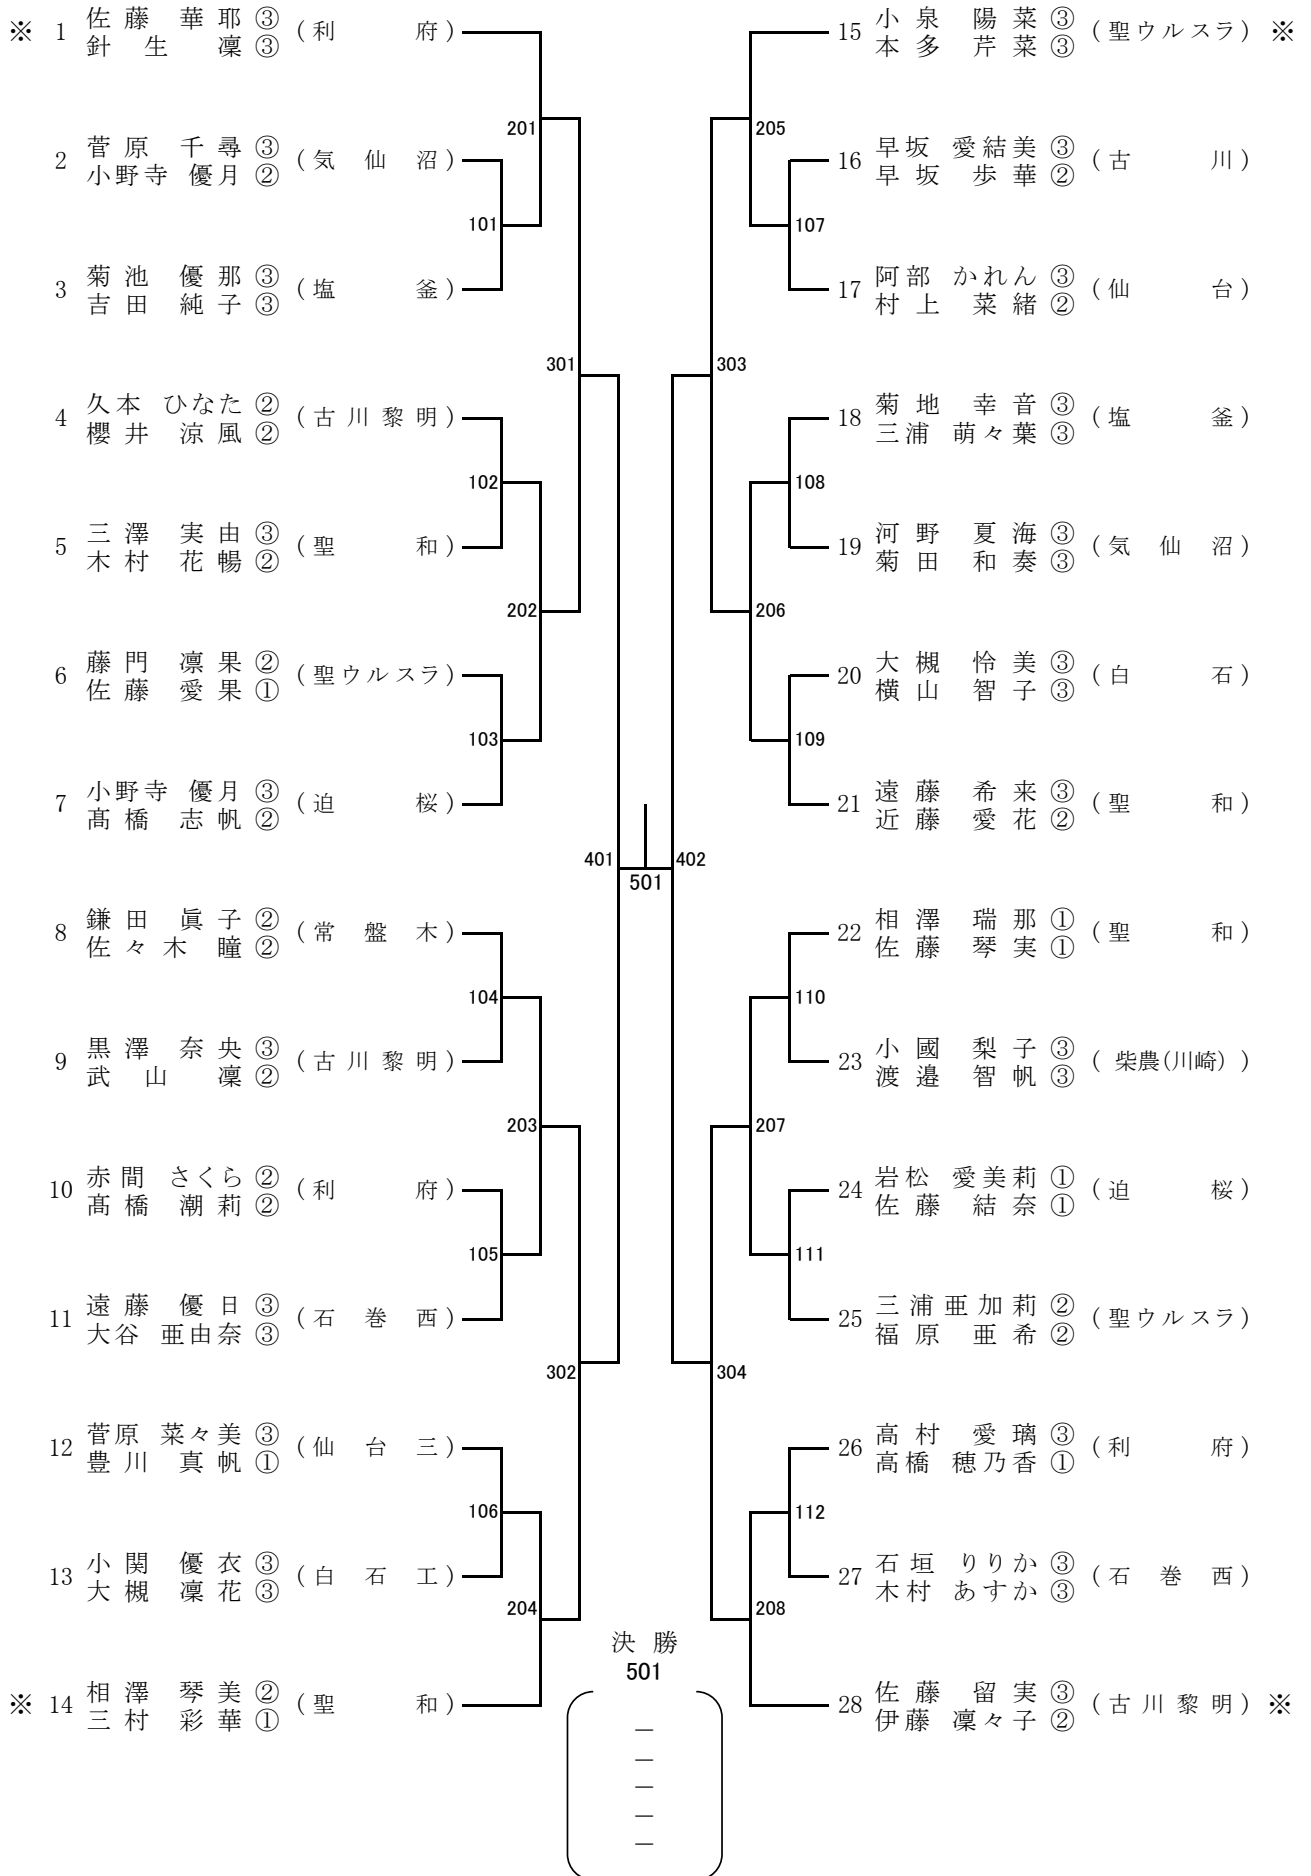 ※ 1 佐藤 華耶 ③ (利府)
針生 凜 ③
2 菅原 千尋 ③ (気仙沼)
小野寺 優月 ②
3 菊池 優那 ③ (塩釜)
吉田 純子 ③
4 久本 ひなた ② (古川黎明)
櫻井 涼風 ②
5 三澤 実由 ③ (聖和)
木村 花暢 ②
6 藤門 凛果 ② (聖ウルスラ)
佐藤 愛果 ①
7 小野寺 優月 ③ (迫桜)
髙橋 志帆 ②
8 鎌田 眞子 ② (常盤木)
佐々木 瞳 ②
9 黒澤 奈央 ③ (古川黎明)
武山 凜 ②
10 赤間 さくら ② (利府)
髙橋 潮莉 ②
11 遠藤 優日 ③ (石巻西)
大谷 亜由奈 ③
12 菅原 菜々美 ③ (仙台三)
豊川 真帆 ①
13 小関 優衣 ③ (白石工)
大槻 凜花 ③
※ 14 相澤 琴美 ② (聖和)
三村 彩華 ①
201
101
301
102
202
103
401
104
203
105
302
106
204
501
決勝
501
—
—
—
—
—
205
107
303
108
206
109
402
110
207
111
304
112
208
15 小泉 陽菜 ③ (聖ウルスラ) ※
本多 芹菜 ③
16 早坂 愛結美 ③ (古川)
早坂 歩華 ②
17 阿部 かれん ③ (仙台)
村上 菜緒 ②
18 菊地 幸音 ③ (塩釜)
三浦 萌々葉 ③
19 河野 夏海 ③ (気仙沼)
菊田 和奏 ③
20 大槻 怜美 ③ (白石)
横山 智子 ③
21 遠藤 希来 ③ (聖和)
近藤 愛花 ②
22 相澤 瑞那 ① (聖和)
佐藤 琴実 ①
23 小國 梨子 ③ (柴農(川崎))
渡邉 智帆 ③
24 岩松 愛美莉 ① (迫桜)
佐藤 結奈 ①
25 三浦 亜加莉 ② (聖ウルスラ)
福原 亜希 ②
26 高村 愛璃 ③ (利府)
高橋 穂乃香 ①
27 石垣 りりか ③ (石巻西)
木村 あすか ③
28 佐藤 留実 ③ (古川黎明) ※
伊藤 凜々子 ②